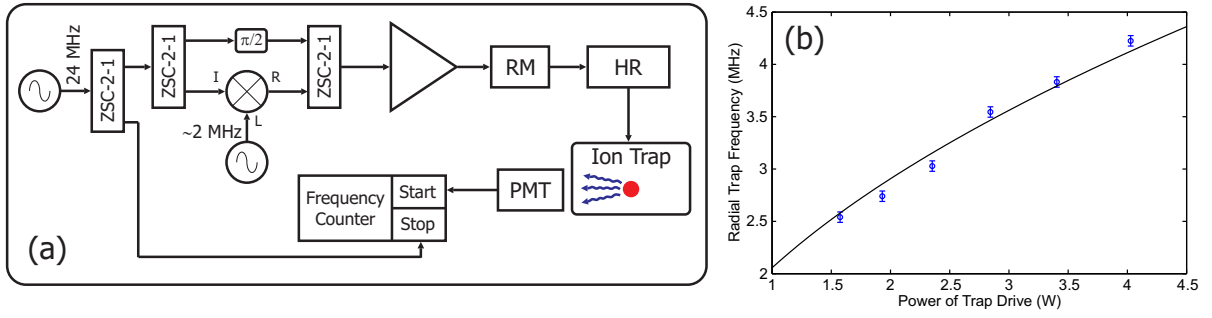 (a)
24 MHz
ZSC-2-1
ZSC-2-1
π/2
I
R
L
~2 MHz
ZSC-2-1
RM
HR
Ion Trap
PMT
Frequency
Counter
Start
Stop
(b)
Radial Trap Frequency (MHz)
4.5
4
3.5
3
2.5
2
1
1.5
2
2.5
3
3.5
4
4.5
Power of Trap Drive (W)